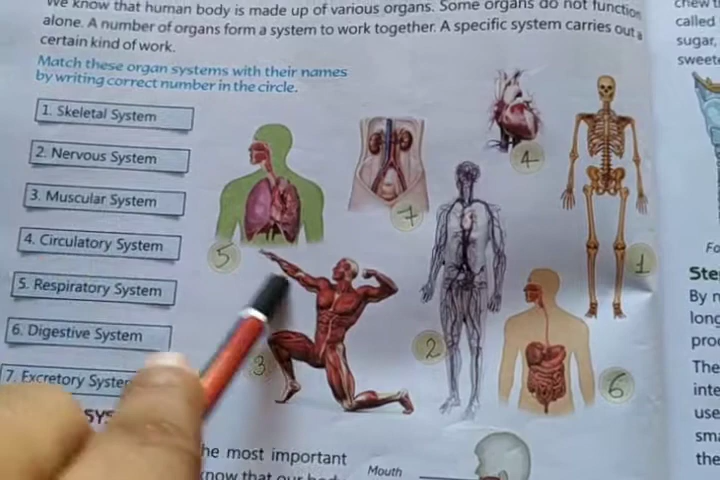 We know that human body is made up of various organs. Some organs do not function
alone. A number of organs form a system to work together. A specific system carries out a
certain kind of work.
Match these organ systems with their names
by writing correct number in the circle.
1. Skeletal System
2. Nervous System
3. Muscular System
4. Circulatory System
5. Respiratory System
6. Digestive System
7. Excretory System
5
7
4
1
3
2
6
he most important
know that our
Mouth
chew
called
sugar,
sweet
Ste
By
long
pro
The
inte
use
sma
the